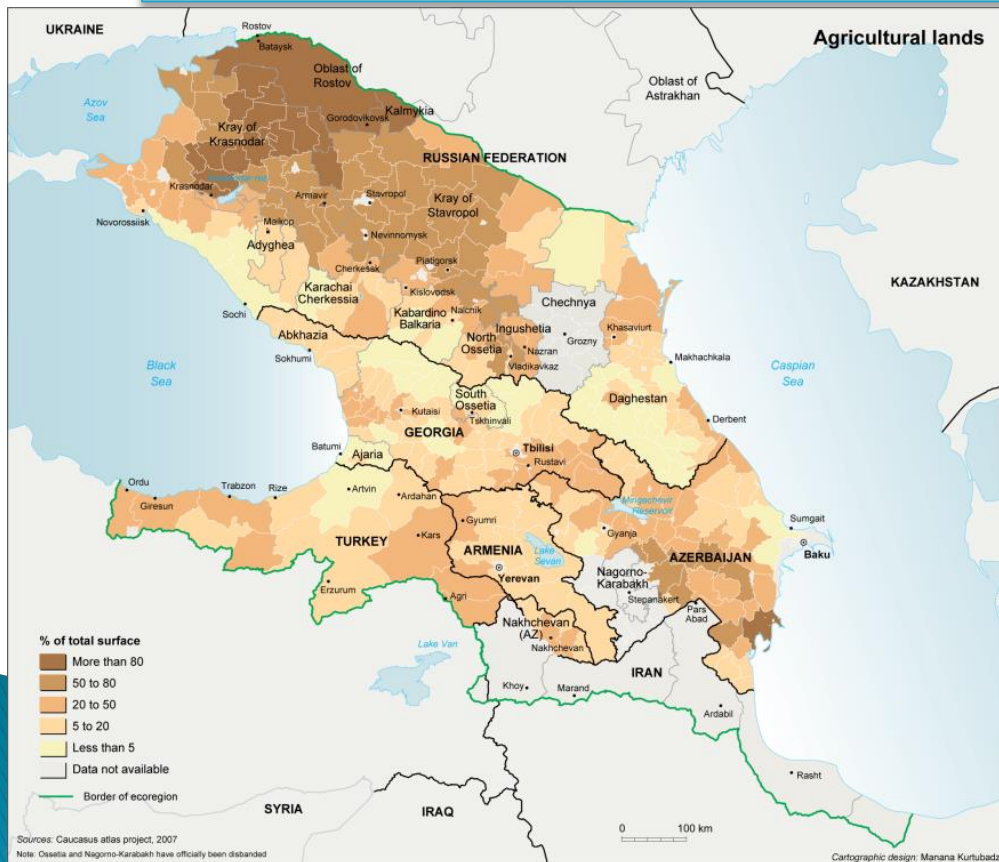 Agricultural lands
UKRAINE
Rostov
Bataysk
Oblast of
Rostov
Oblast of
Astrakhan
Azov
Sea
Kalmykia
Gorodovikovsk
Kray of
Krasnodar
RUSSIAN FEDERATION
Krasnodar
Armavir
Stavropol
Kray of
Stavropol
Novorossiisk
Maikop
Adyghea
Nevinnomysk
Cherkessk
Piatigorsk
KAZAKHSTAN
Karachai
Cherkessia
Kislovodsk
Chechnya
Sochi
Kabardino
Balkaria
Nalchik
Ingushetia
Grozny
Khasaviurt
Abkhazia
North
Ossetia
Nazran
Vladikavkaz
Makhachkala
Sokhumi
Black
Sea
Caspian
Sea
South
Ossetia
Tskhinvali
Daghestan
Kutaisi
GEORGIA
Derbent
Batumi
Ajaria
Tbilisi
Rustavi
Ordu
Giresun
Trabzon
Rize
Artvin
Ardahan
Mingechevir
Reservoir
Gyumri
Sumgait
TURKEY
Kars
ARMENIA
Lake
Sevan
Gyanja
AZERBAIJAN
Baku
Erzurum
Yerevan
Nagorno-
Karabakh
Stepanakert
Agri
Pars
Abad
Nakhchevan
(AZ)
Nakhchevan
Lake Van
IRAN
Khoy
Marand
Ardabil
Rasht
% of total surface
More than 80
50 to 80
20 to 50
5 to 20
Less than 5
Data not available
Border of ecoregion
SYRIA
IRAQ
0 100 km
Sources: Caucasus atlas project, 2007
Note: Ossetia and Nagorno-Karabakh have officially been disbanded
Cartographic design: Manana Kurtubadz